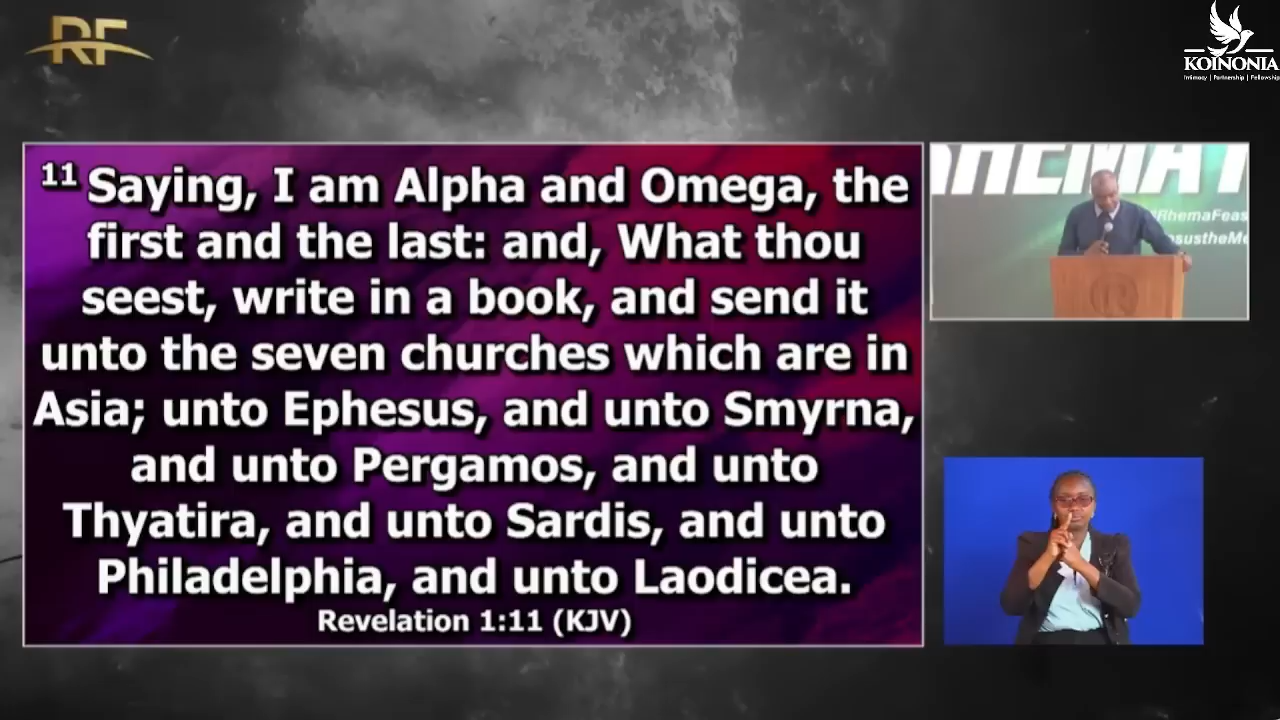 RF
KOINONIA
Intimacy | Partnership | Fellowship
11 Saying, I am Alpha and Omega, the
first and the last: and, What thou
seest, write in a book, and send it
unto the seven churches which are in
Asia; unto Ephesus, and unto Smyrna,
and unto Pergamos, and unto
Thyatira, and unto Sardis, and unto
Philadelphia, and unto Laodicea.
Revelation 1:11 (KJV)
RHEMA
#RhemaFeas